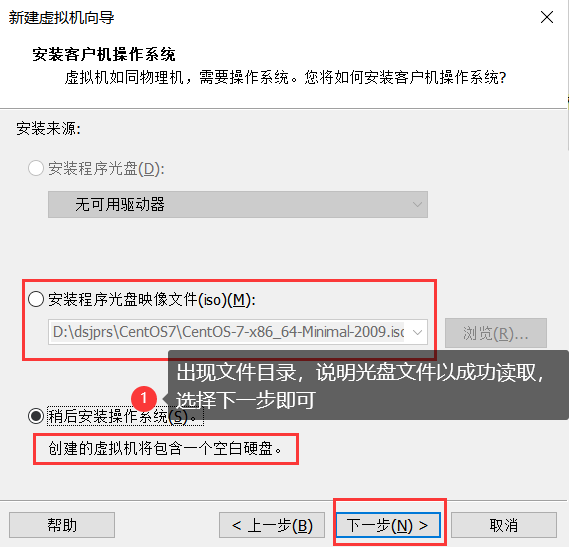 新建虚拟机向导
安装客户机操作系统
虚拟机如同物理机，需要操作系统。您将如何安装客户机操作系统?
安装来源:
安装程序光盘(D):
无可用驱动器
安装程序光盘映像文件(iso)(M):
D:\dsjprs\CentOS7\CentOS-7-x86_64-Minimal-2009.isc
浏览(R)...
出现文件目录，说明光盘文件以成功读取，
选择下一步即可
1
稍后安装操作系统(S)。
创建的虚拟机将包含一个空白硬盘。
帮助
< 上一步(B)
下一步(N) >
取消